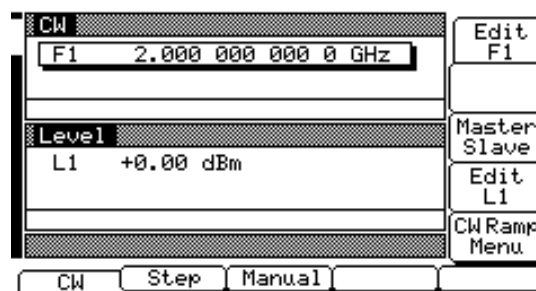 CW
F1 2.000 000 000 0 GHz
Level
L1 +0.00 dBm
Edit
F1
Master-
Slave
Edit
L1
CW Ramp
Menu
CW Step Manual